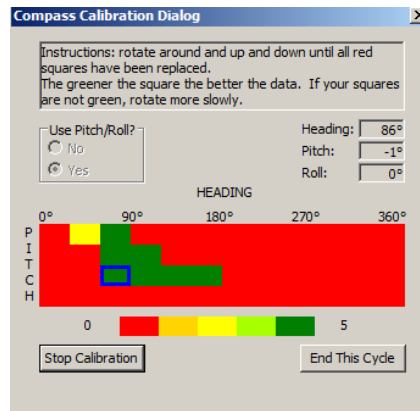 Compass Calibration Dialog
Instructions: rotate around and up and down until all red
squares have been replaced.
The greener the square the better the data. If your squares
are not green, rotate more slowly.
Use Pitch/Roll?
No
Yes
Heading: 86°
Pitch: -1°
Roll: 0°
HEADING
0° 90° 180° 270° 360°
P
I
T
C
H
0 5
Stop Calibration
End This Cycle